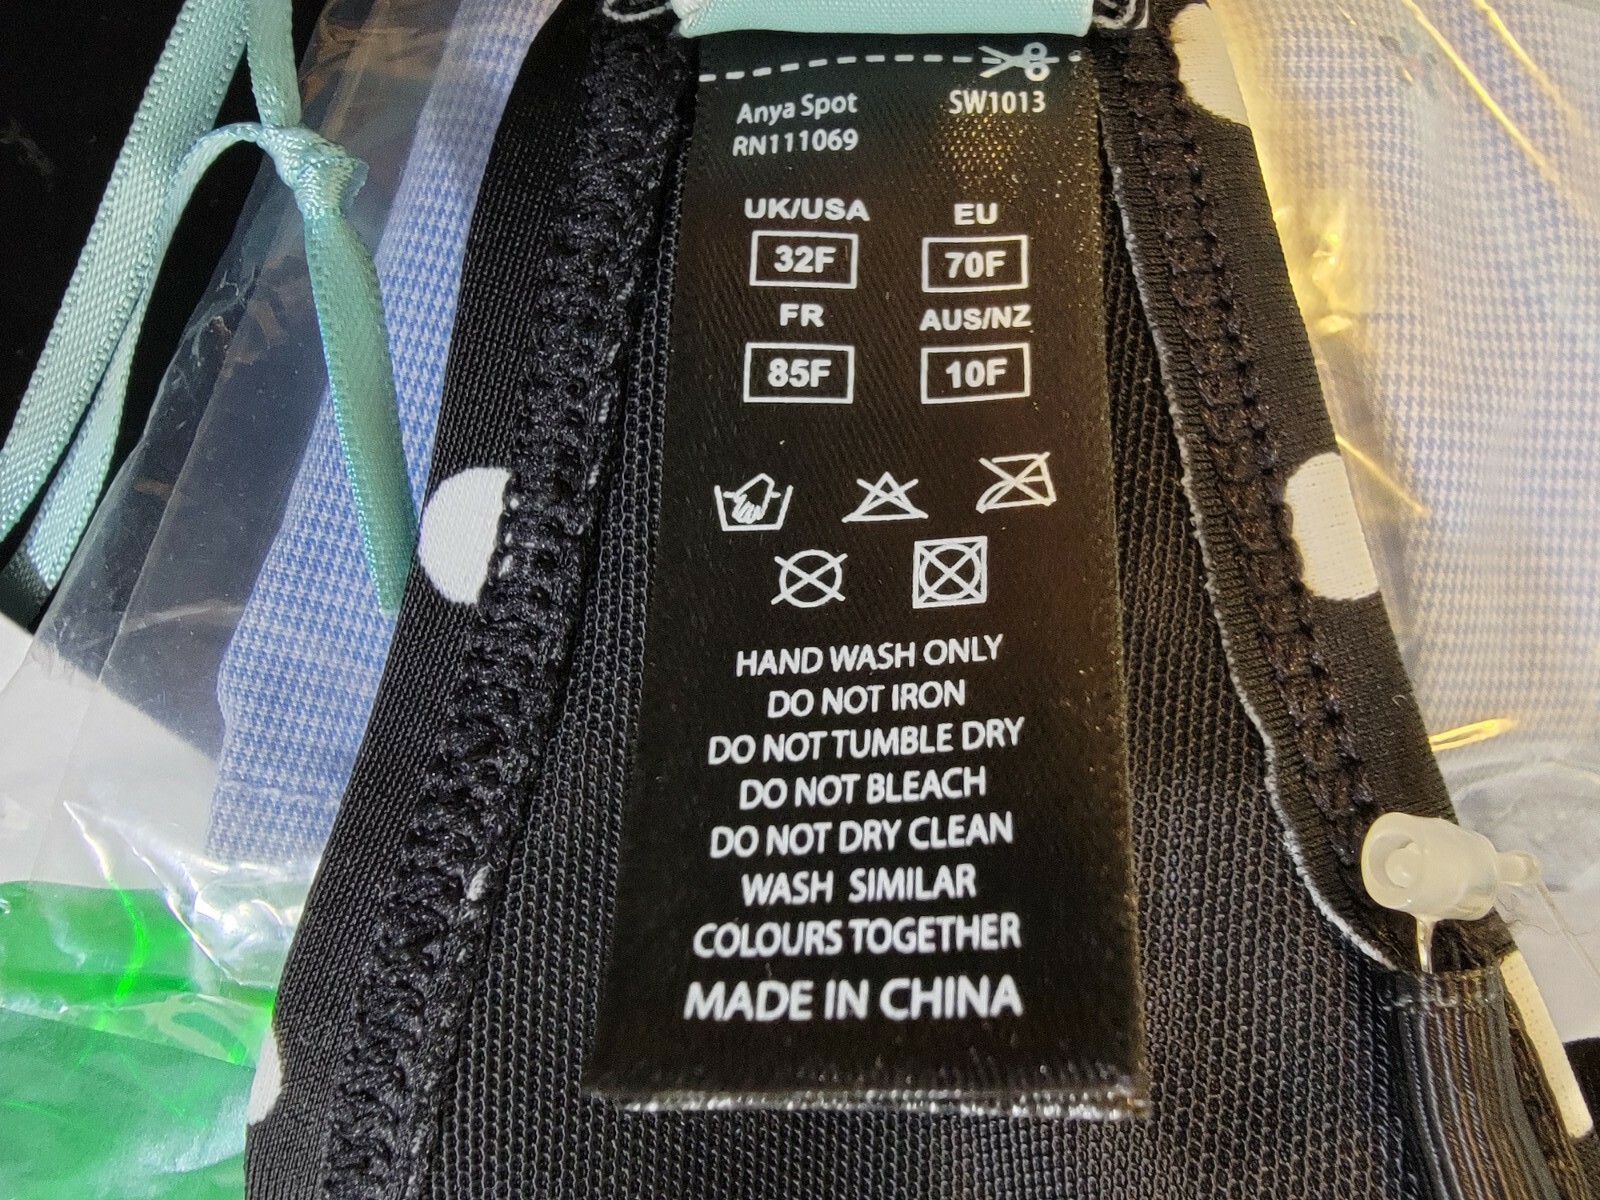 Anya Spot SW1013
RN111069
UK/USA EU
32F 70F
FR AUS/NZ
85F 10F
HAND WASH ONLY
DO NOT IRON
DO NOT TUMBLE DRY
DO NOT BLEACH
DO NOT DRY CLEAN
WASH SIMILAR
COLOURS TOGETHER
MADE IN CHINA